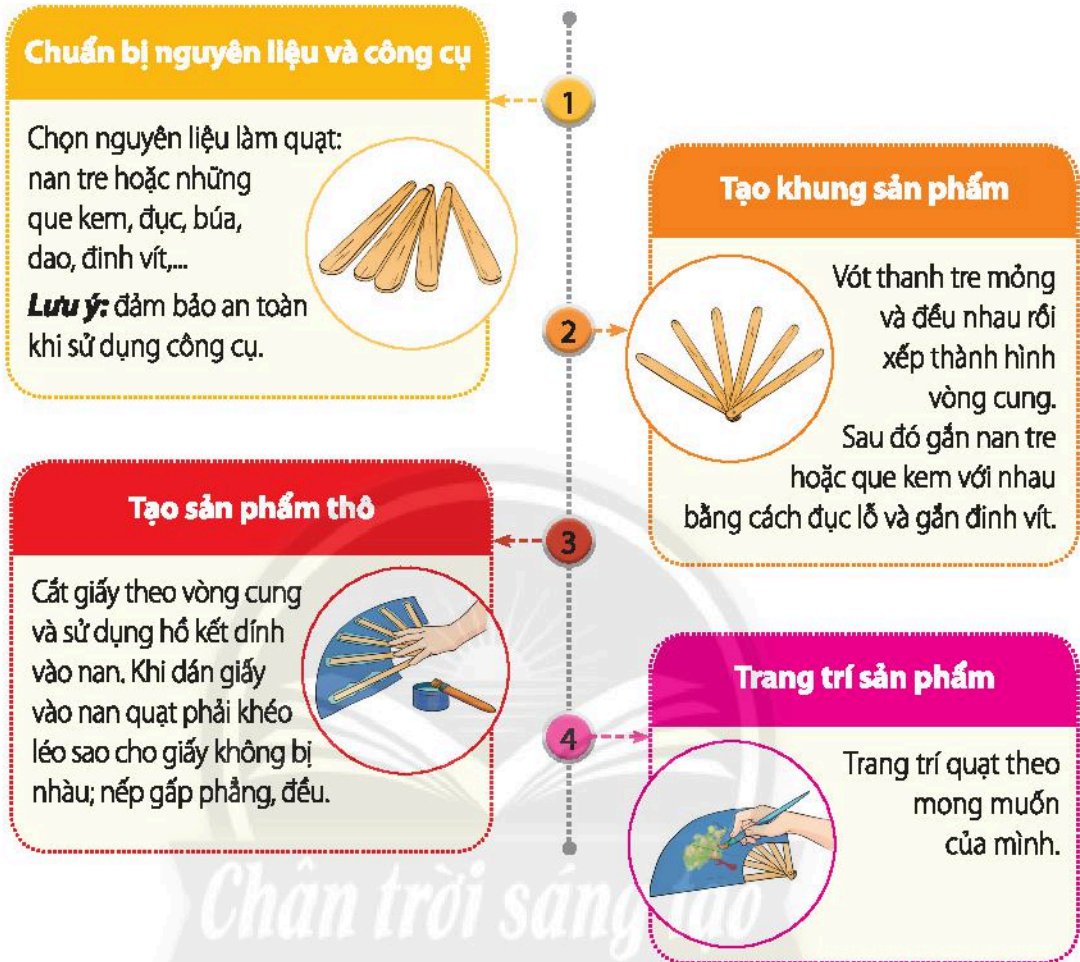 Chuẩn bị nguyên liệu và công cụ
1
Chọn nguyên liệu làm quạt:
nan tre hoặc những
que kem, đục, búa,
dao, đinh vít,...
Lưu ý: đảm bảo an toàn
khi sử dụng công cụ.
Tạo khung sản phẩm
2
Vót thanh tre mỏng
và đều nhau rồi
xếp thành hình
vòng cung.
Sau đó gắn nan tre
hoặc que kem với nhau
bằng cách đục lỗ và gắn đinh vít.
Tạo sản phẩm thô
3
Cắt giấy theo vòng cung
và sử dụng hồ kết dính
vào nan. Khi dán giấy
vào nan quạt phải khéo
léo sao cho giấy không bị
nhàu; nếp gấp phẳng, đều.
Trang trí sản phẩm
4
Trang trí quạt theo
mong muốn
của mình.
Chân trời sáng tạo